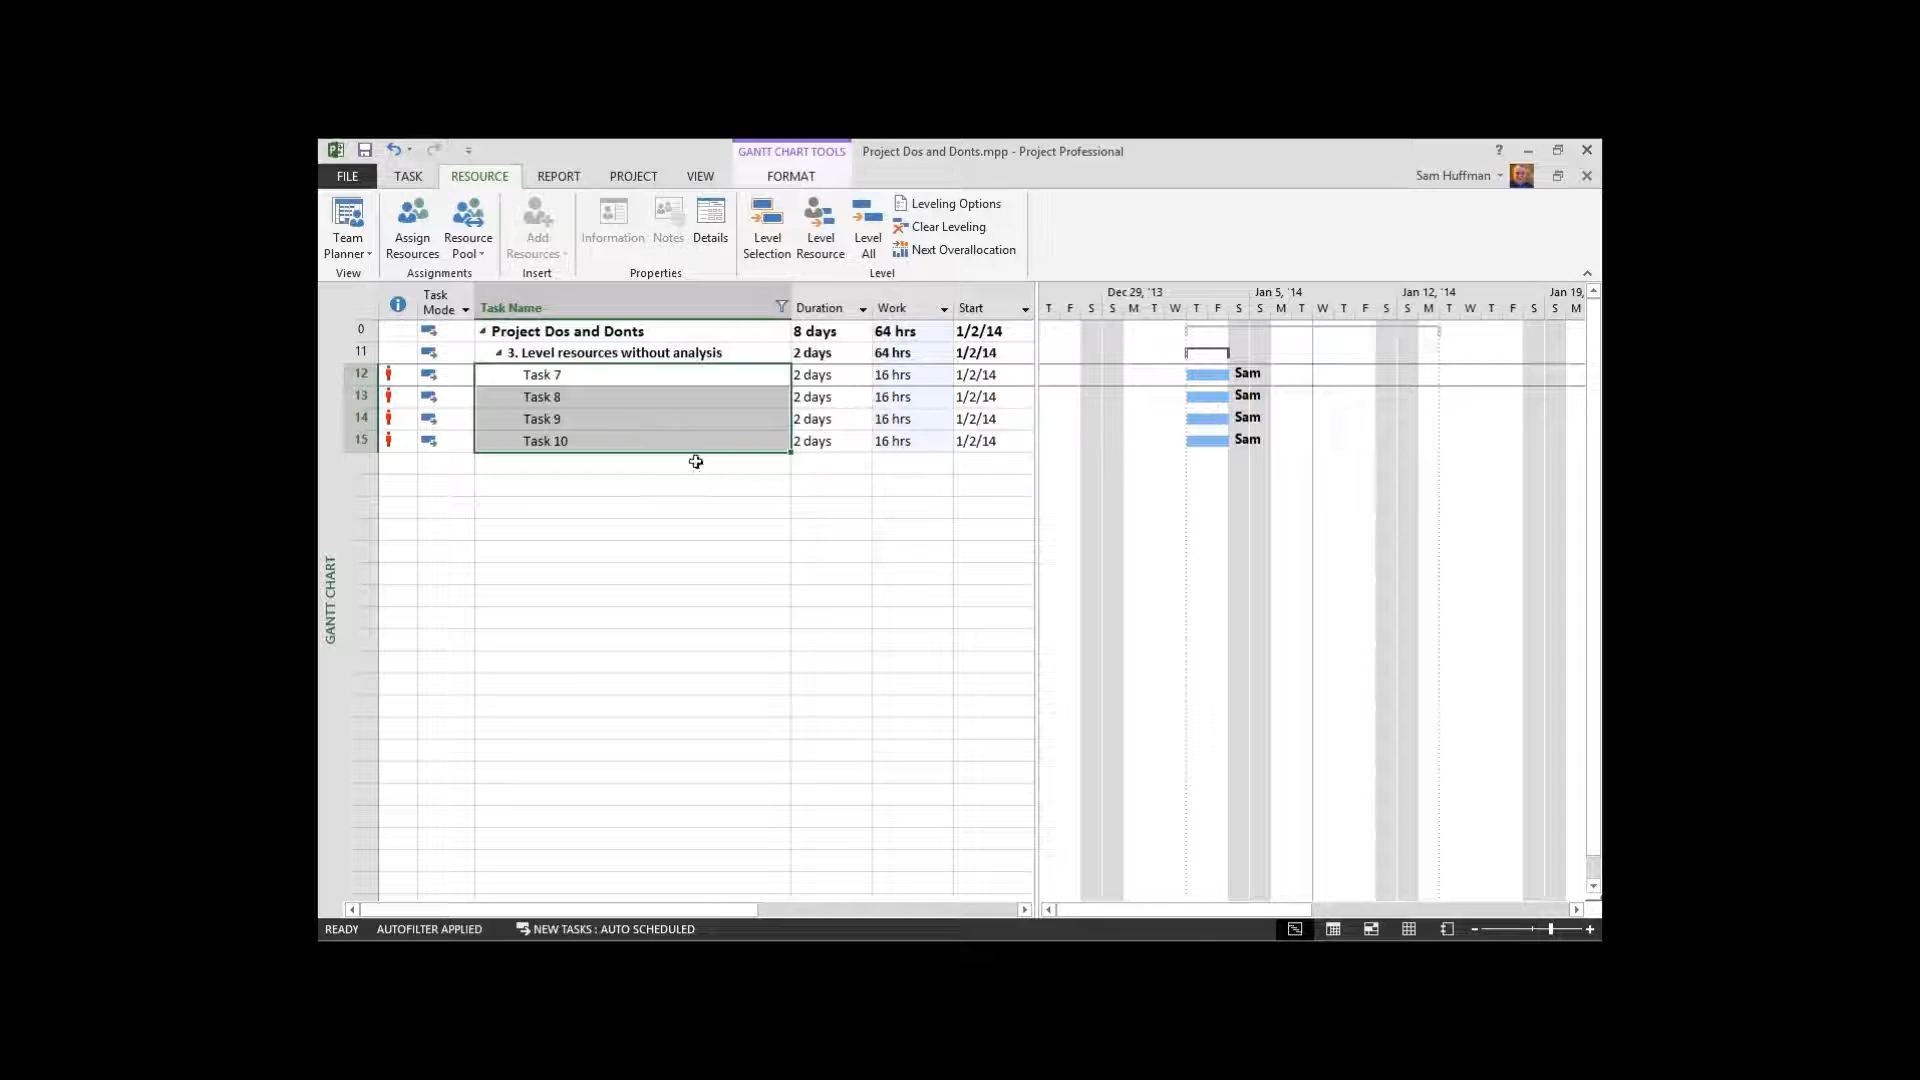 GANTT CHART TOOLS Project Dos and Donts.mpp - Project Professional ?
FILE TASK RESOURCE REPORT PROJECT VIEW FORMAT Sam Huffman
Leveling Options
Clear Leveling
Next Overallocation
Team Planner
Assign Resources
Resource Pool
Add Resources
Information
Notes
Details
Level Selection
Level Resource
Level All
View Assignments Insert Properties Level
Task Mode Task Name Duration Work Start
Dec 29, '13 Jan 5, '14 Jan 12, '14 Jan 19,
T F S S M T W T F S S M T W T F S S M T W T F S S M
0 Project Dos and Donts 8 days 64 hrs 1/2/14
11 3. Level resources without analysis 2 days 64 hrs 1/2/14
12 Task 7 2 days 16 hrs 1/2/14 Sam
13 Task 8 2 days 16 hrs 1/2/14 Sam
14 Task 9 2 days 16 hrs 1/2/14 Sam
15 Task 10 2 days 16 hrs 1/2/14 Sam
GANTT CHART
READY AUTOFILTER APPLIED NEW TASKS : AUTO SCHEDULED